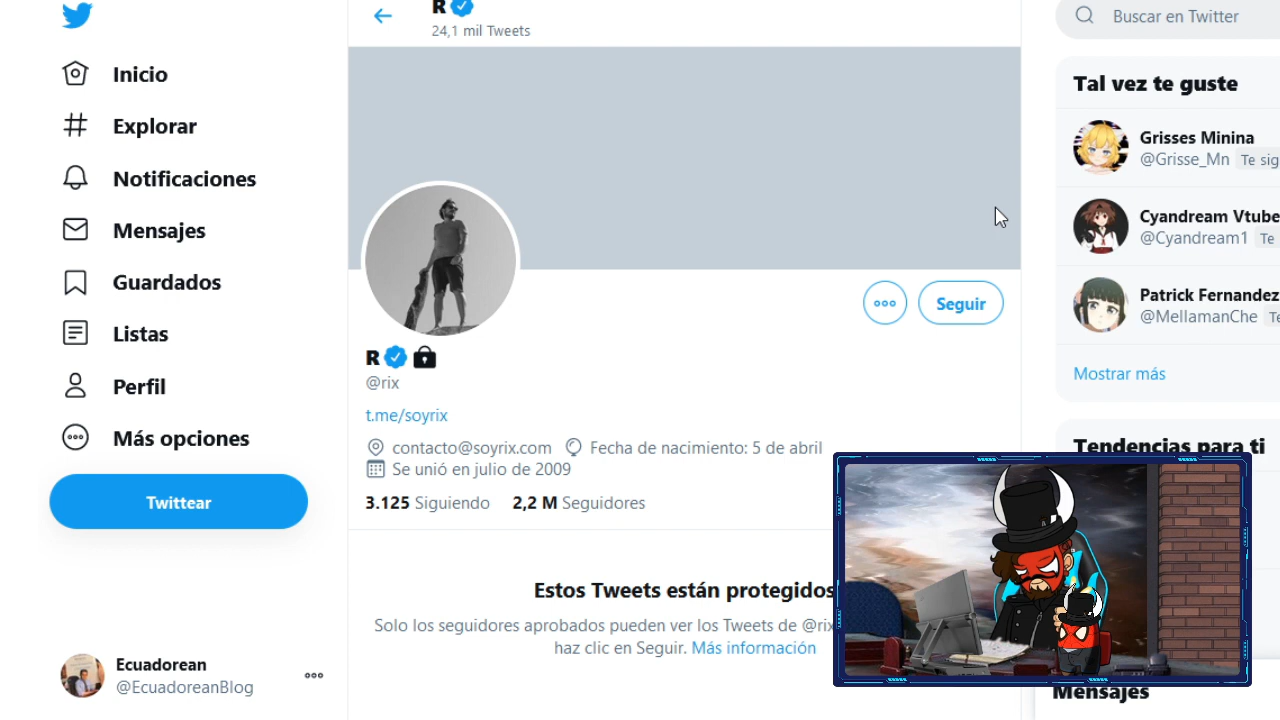 Inicio
Explorar
Notificaciones
Mensajes
Guardados
Listas
Perfil
Más opciones
Twittear
Ecuadorean
@EcuadoreanBlog
R
24,1 mil Tweets
Seguir
R
@rix
t.me/soyrix
contacto@soyrix.com Fecha de nacimiento: 5 de abril
Se unió en julio de 2009
3.125 Siguiendo 2,2 M Seguidores
Estos Tweets están protegidos
Solo los seguidores aprobados pueden ver los Tweets de @rix
haz clic en Seguir. Más información
Buscar en Twitter
Tal vez te guste
Grisses Minina
@Grisse_Mn Te sig
Cyandream Vtube
@Cyandream1 Te
Patrick Fernandez
@MellamanChe Te
Mostrar más
Tendencias para ti
Mensajes